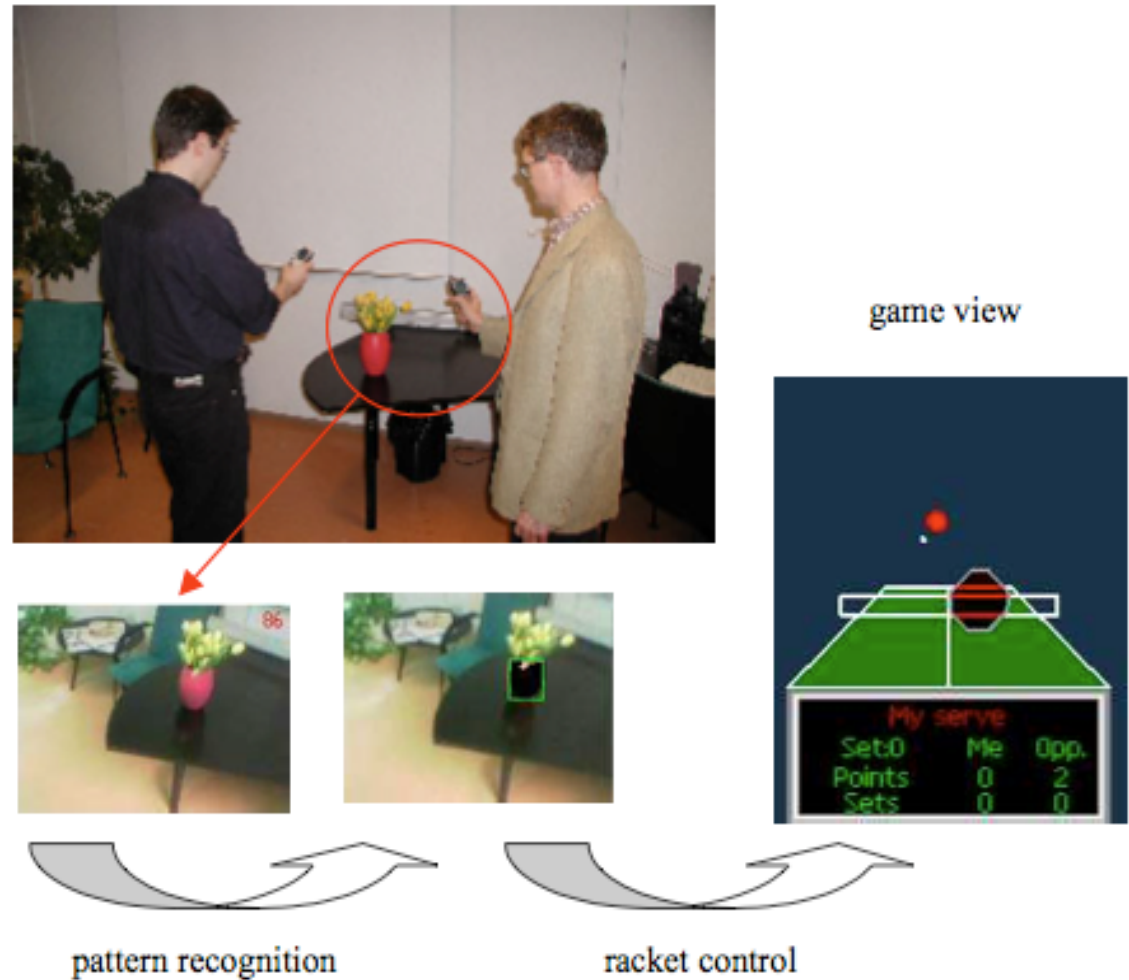 game view
86
My serve
Set:0 Me Opp.
Points 0 2
Sets 0 0
pattern recognition
racket control